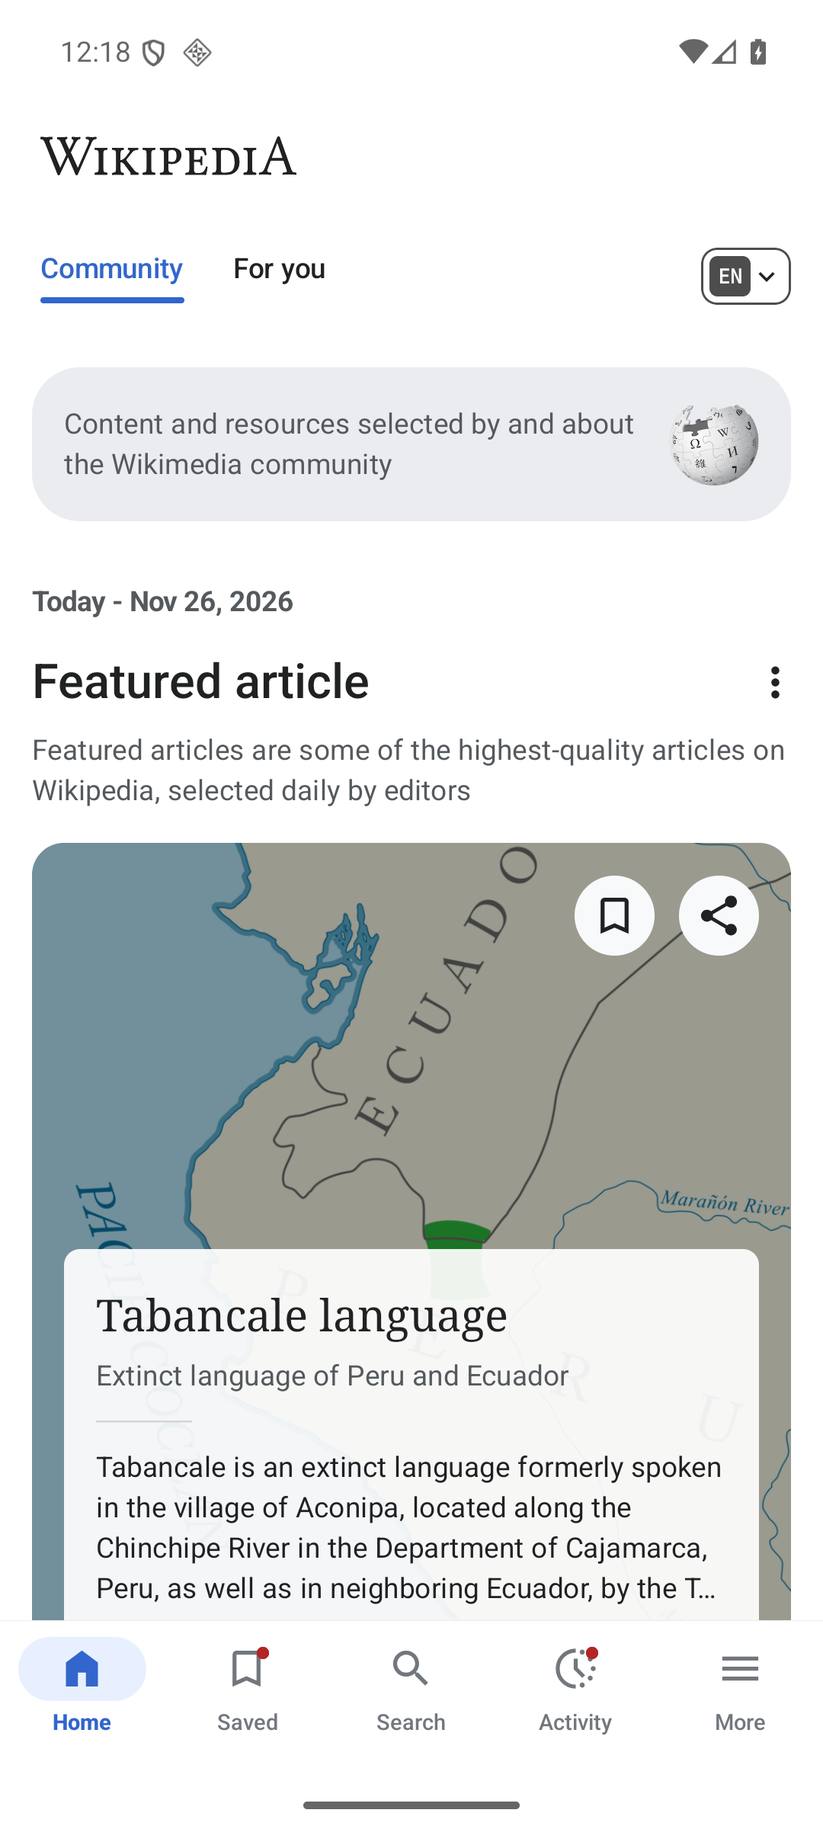 12:18
WIKIPEDIA
Community
For you
EN
Content and resources selected by and about
the Wikimedia community
Today - Nov 26, 2026
Featured article
Featured articles are some of the highest-quality articles on
Wikipedia, selected daily by editors
ECUADO
Marañón River
PACIFIC OCEAN
PERU
Tabancale language
Extinct language of Peru and Ecuador
Tabancale is an extinct language formerly spoken
in the village of Aconipa, located along the
Chinchipe River in the Department of Cajamarca,
Peru, as well as in neighboring Ecuador, by the T...
Home
Saved
Search
Activity
More